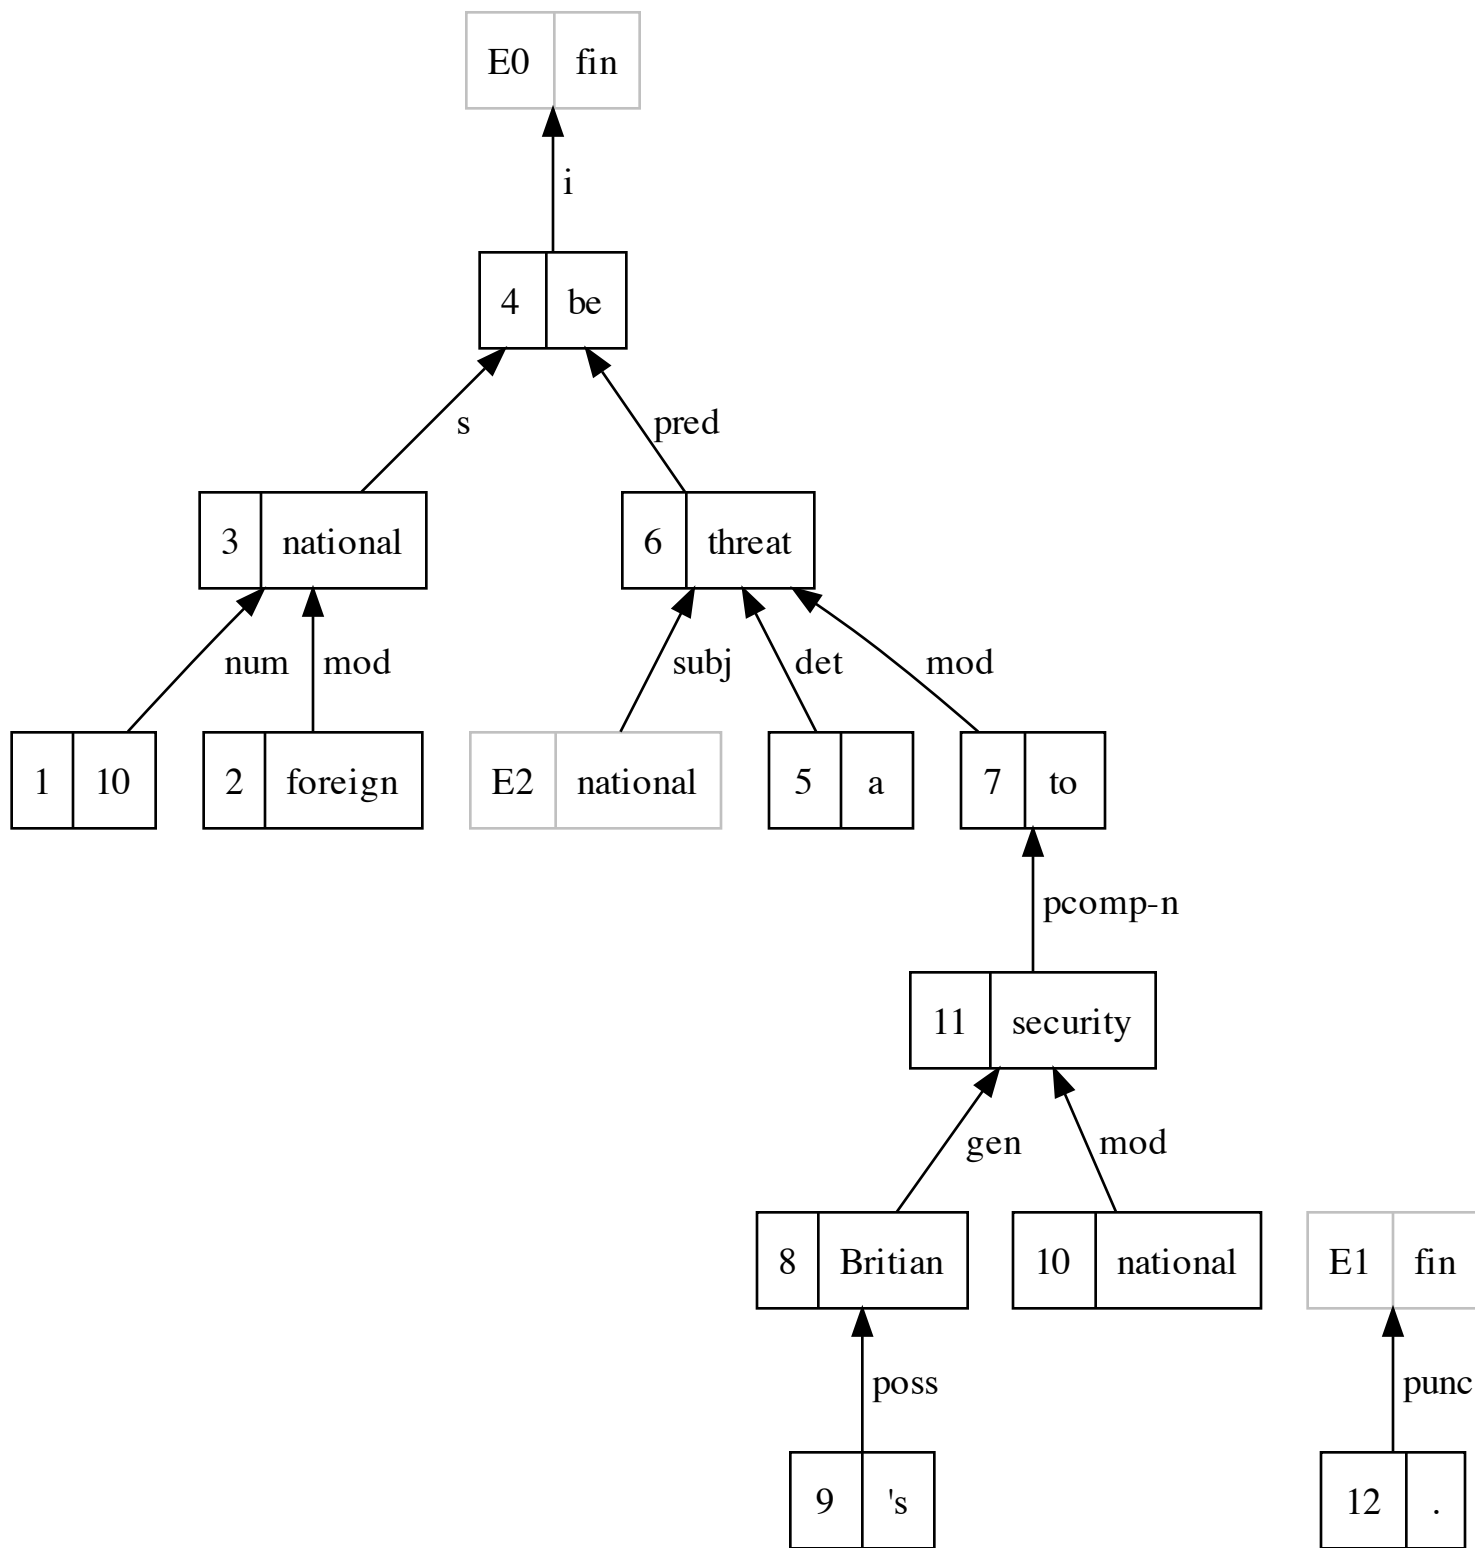 E0 fin
i
4 be
s pred
3 national 6 threat
num mod subj det mod
1 10 2 foreign E2 national 5 a 7 to
pcomp-n
11 security
gen mod
8 Britian 10 national E1 fin
poss punc
9 's 12 .